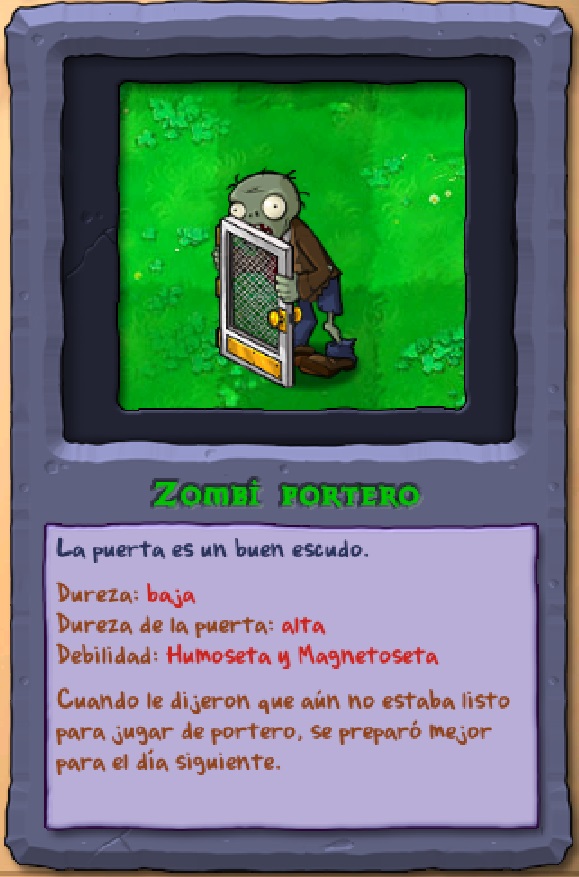 Zombi portero
La puerta es un buen escudo.
Dureza: baja
Dureza de la puerta: alta
Debilidad: Humoseta y Magnetoseta
Cuando le dijeron que aún no estaba listo
para jugar de portero, se preparó mejor
para el día siguiente.